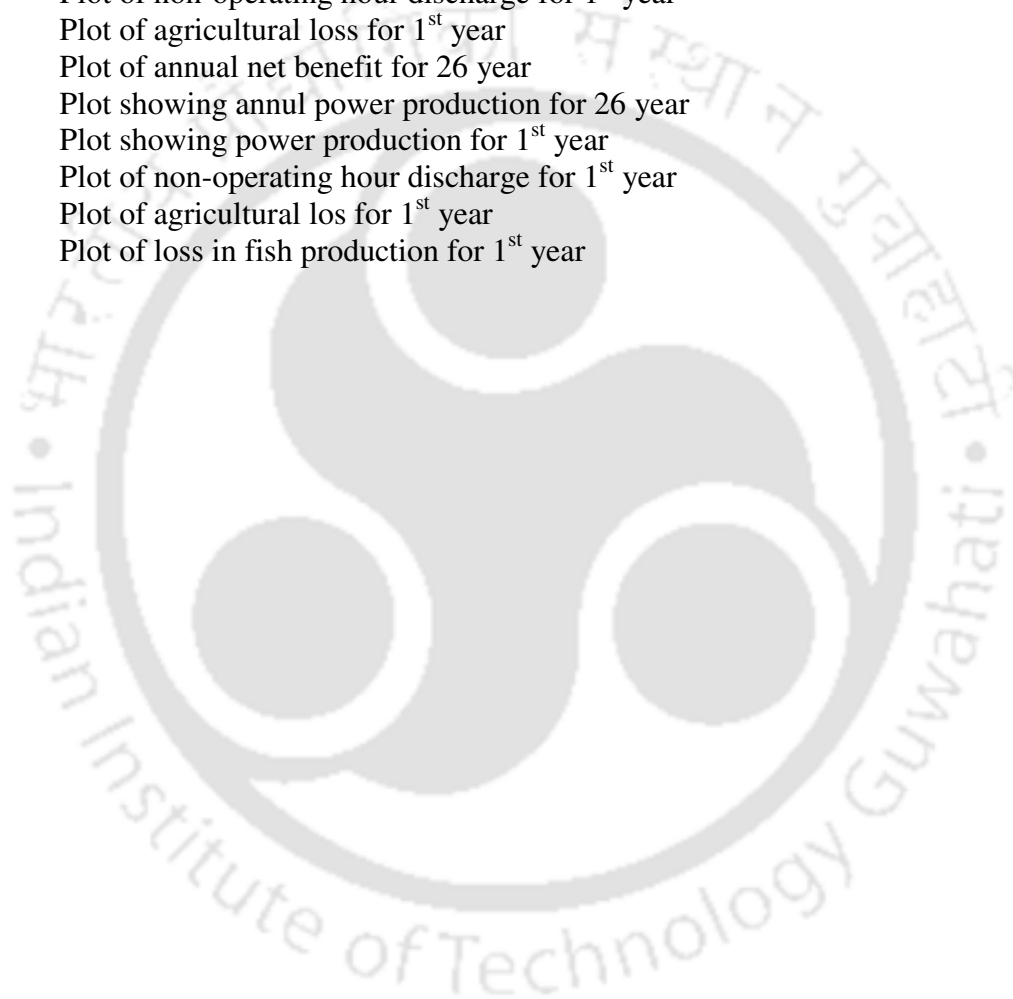 Plot of non-operating hour discharge for 1st year
Plot of agricultural loss for 1st year
Plot of annual net benefit for 26 year
Plot showing annul power production for 26 year
Plot showing power production for 1st year
Plot of non-operating hour discharge for 1st year
Plot of agricultural los for 1st year
Plot of loss in fish production for 1st year
भारतीय प्रौद्योगिकी संस्थान गुवाहाटी
Indian Institute of Technology Guwahati